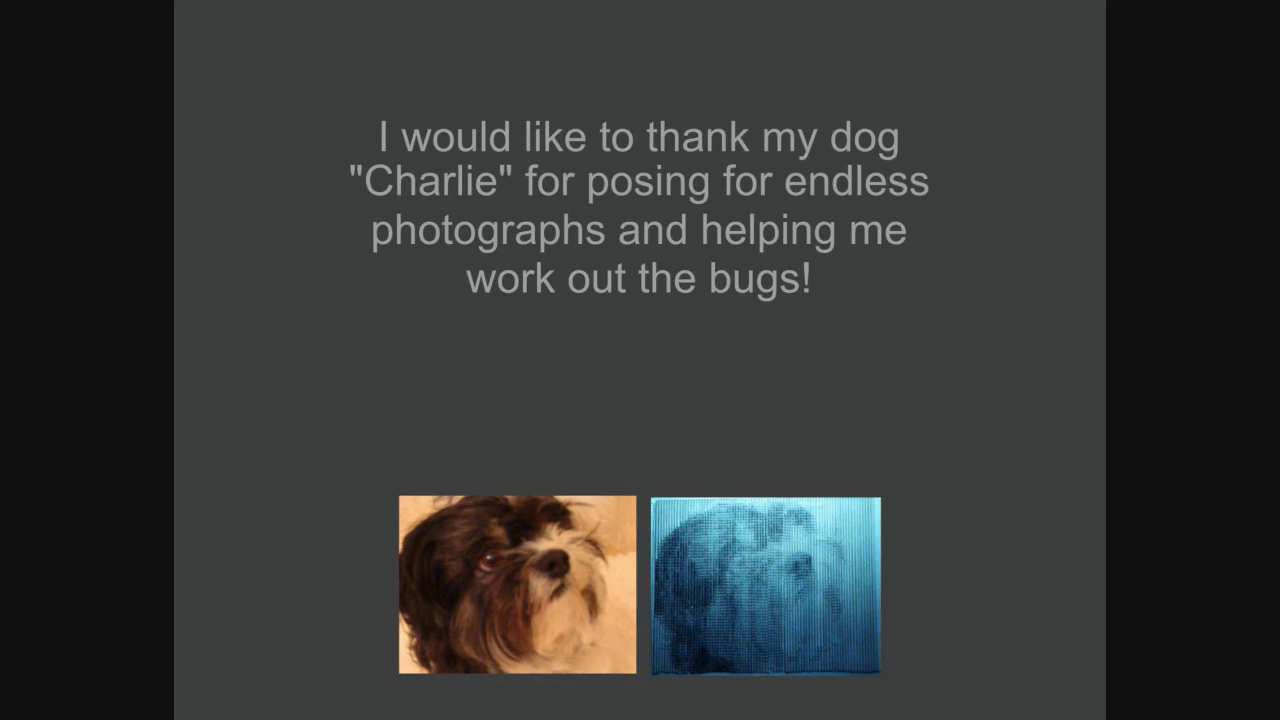 I would like to thank my dog
"Charlie" for posing for endless
photographs and helping me
work out the bugs!